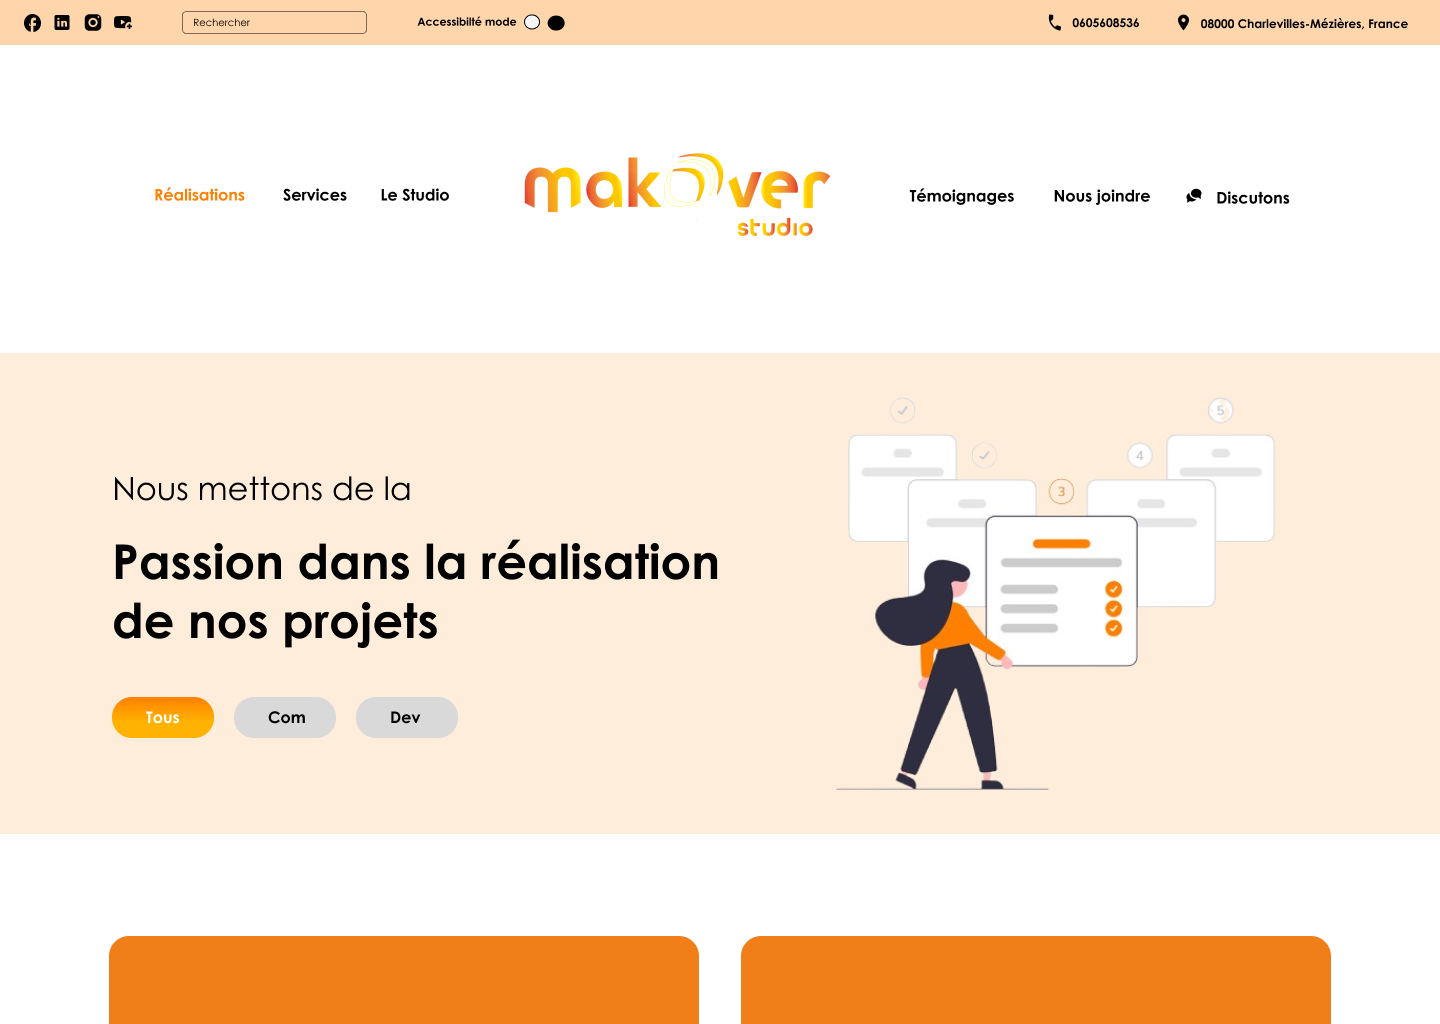 Rechercher
Accessibilté mode
0605608536
08000 Charlevilles-Mézières, France
Réalisations
Services
Le Studio
makOver
studio
Témoignages
Nous joindre
Discutons
Nous mettons de la
Passion dans la réalisation
de nos projets
Tous
Com
Dev
5
4
3